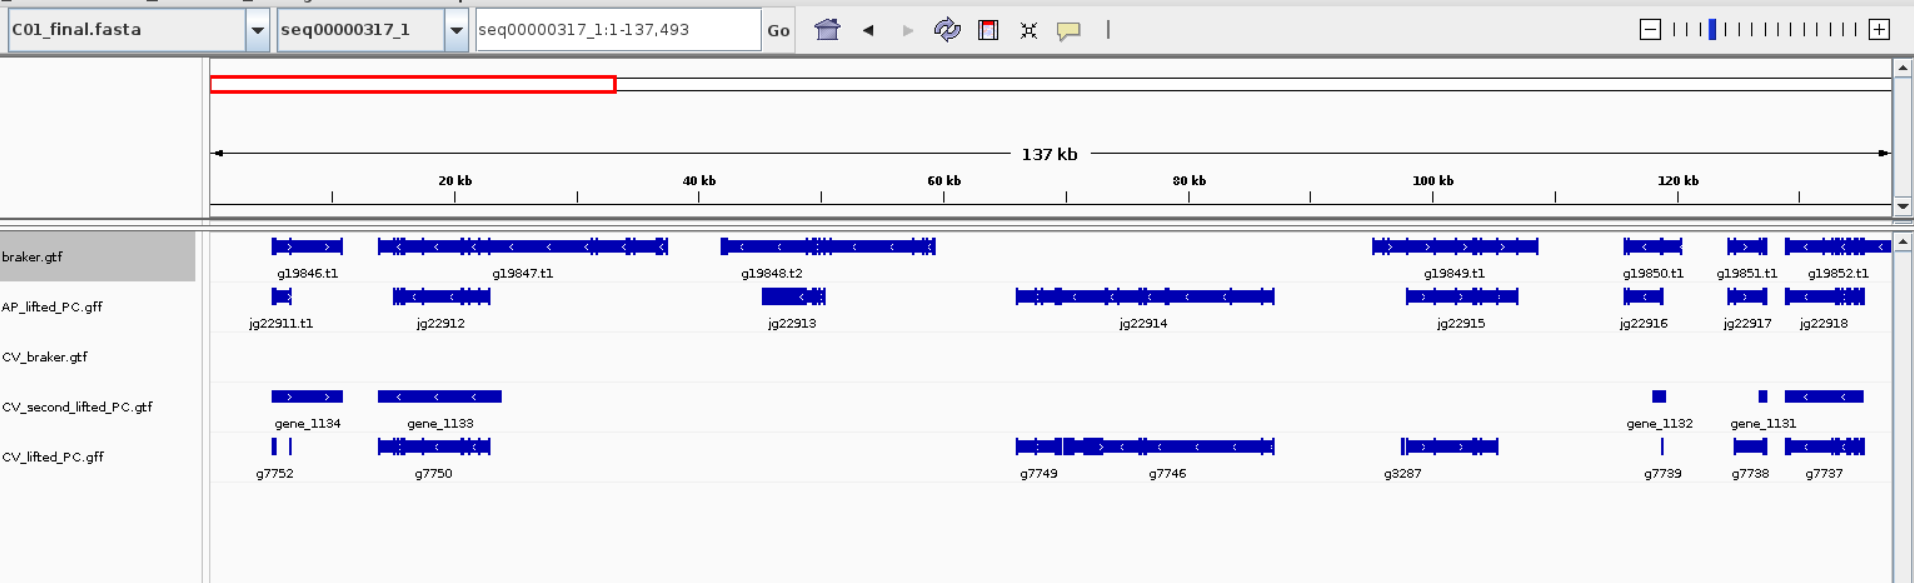 C01_final.fasta seq00000317_1 seq00000317_1:1-137,493 Go
137 kb
20 kb 40 kb 60 kb 80 kb 100 kb 120 kb
braker.gtf
g19846.t1 g19847.t1 g19848.t2 g19849.t1 g19850.t1 g19851.t1 g19852.t1
AP_lifted_PC.gff
jg22911.t1 jg22912 jg22913 jg22914 jg22915 jg22916 jg22917 jg22918
CV_braker.gtf
CV_second_lifted_PC.gtf
gene_1134 gene_1133 gene_1132 gene_1131
CV_lifted_PC.gff
g7752 g7750 g7749 g7746 g3287 g7739 g7738 g7737